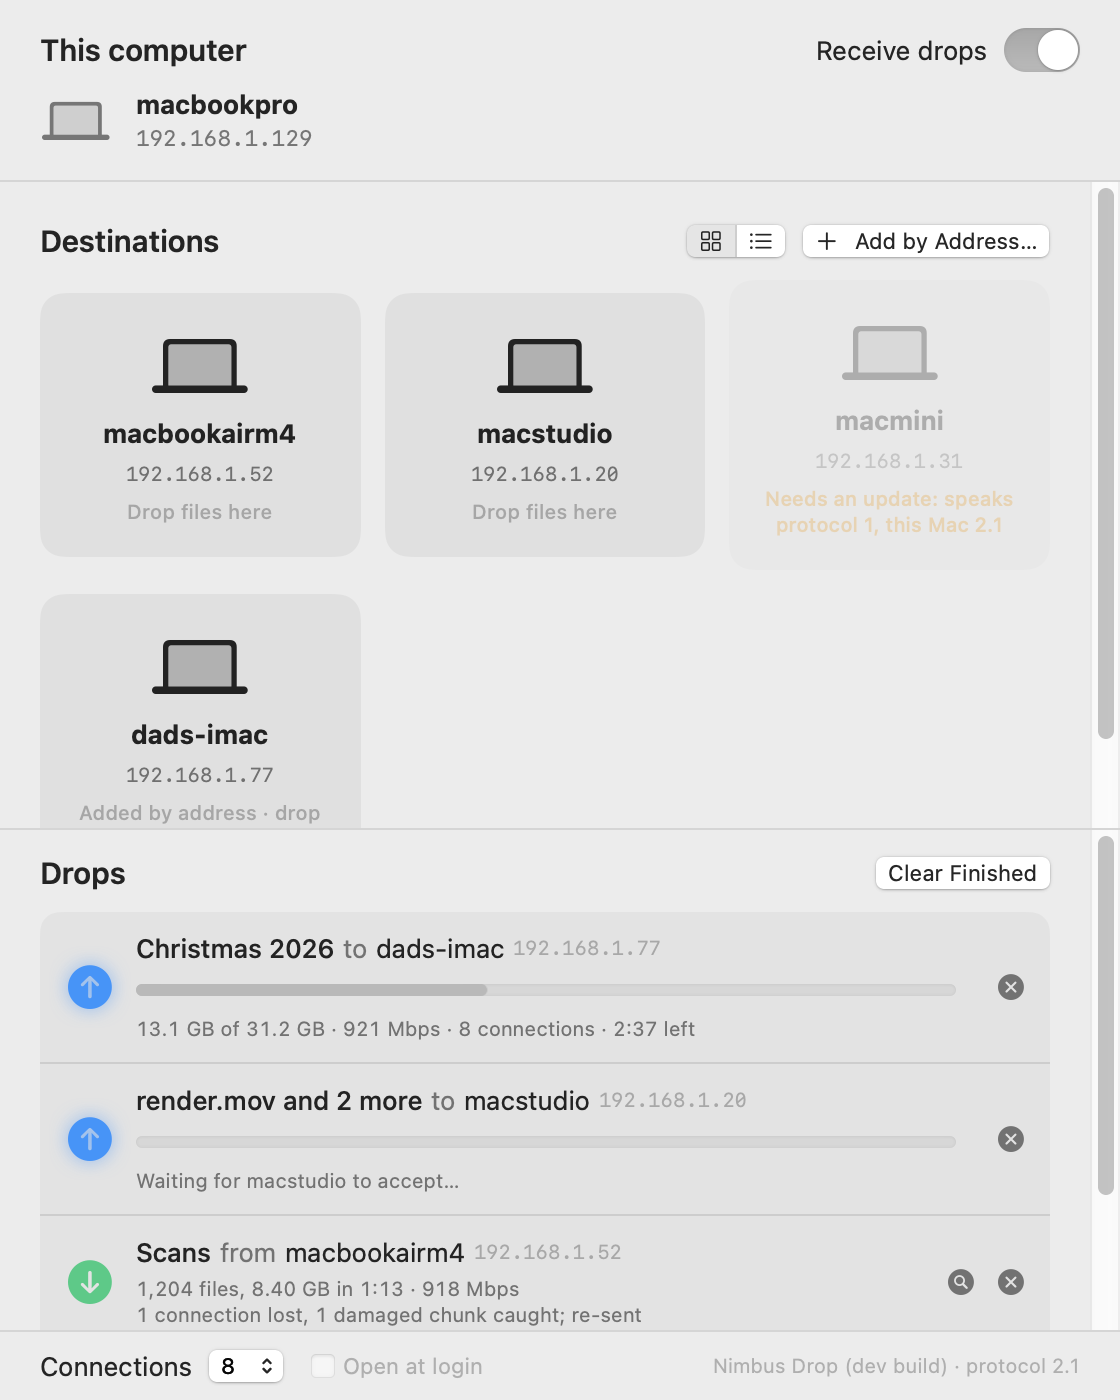 This computer
Receive drops
macbookpro
192.168.1.129
Destinations
Add by Address...
macbookairm4
192.168.1.52
Drop files here
macstudio
192.168.1.20
Drop files here
macmini
192.168.1.31
Needs an update: speaks
protocol 1, this Mac 2.1
dads-imac
192.168.1.77
Added by address · drop
Drops
Clear Finished
Christmas 2026 to dads-imac 192.168.1.77
13.1 GB of 31.2 GB · 921 Mbps · 8 connections · 2:37 left
render.mov and 2 more to macstudio 192.168.1.20
Waiting for macstudio to accept...
Scans from macbookairm4 192.168.1.52
1,204 files, 8.40 GB in 1:13 · 918 Mbps
1 connection lost, 1 damaged chunk caught; re-sent
Connections 8
Open at login
Nimbus Drop (dev build) · protocol 2.1